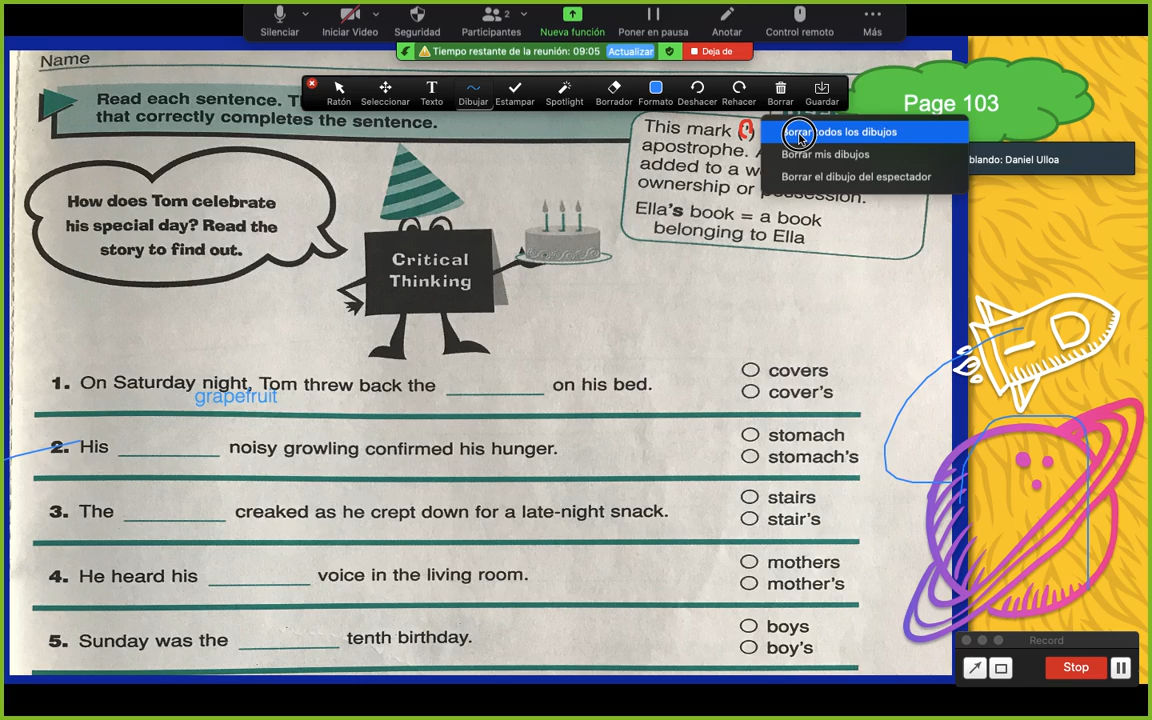 Silenciar
Iniciar Video
Seguridad
Participantes
2
Nueva función
Poner en pausa
Anotar
Control remoto
Más
Tiempo restante de la reunión: 09:05
Actualizar
Deja de
Ratón
Seleccionar
Texto
Dibujar
Estampar
Spotlight
Borrador
Formato
Deshacer
Rehacer
Borrar
Guardar
Borrar todos los dibujos
Borrar mis dibujos
Borrar el dibujo del espectador
Page 103
blando: Daniel Ulloa
Name
Read each sentence. T
that correctly completes the sentence.
This mark
apostrophe.
added to a w
ownership or possession.
Ella's book = a book
belonging to Ella
How does Tom celebrate
his special day? Read the
story to find out.
Critical
Thinking
1. On Saturday night, Tom threw back the ________ on his bed.
covers
cover's
grapefruit
2. His ________ noisy growling confirmed his hunger.
stomach
stomach's
3. The ________ creaked as he crept down for a late-night snack.
stairs
stair's
4. He heard his ________ voice in the living room.
mothers
mother's
5. Sunday was the ________ tenth birthday.
boys
boy's
Record
Stop